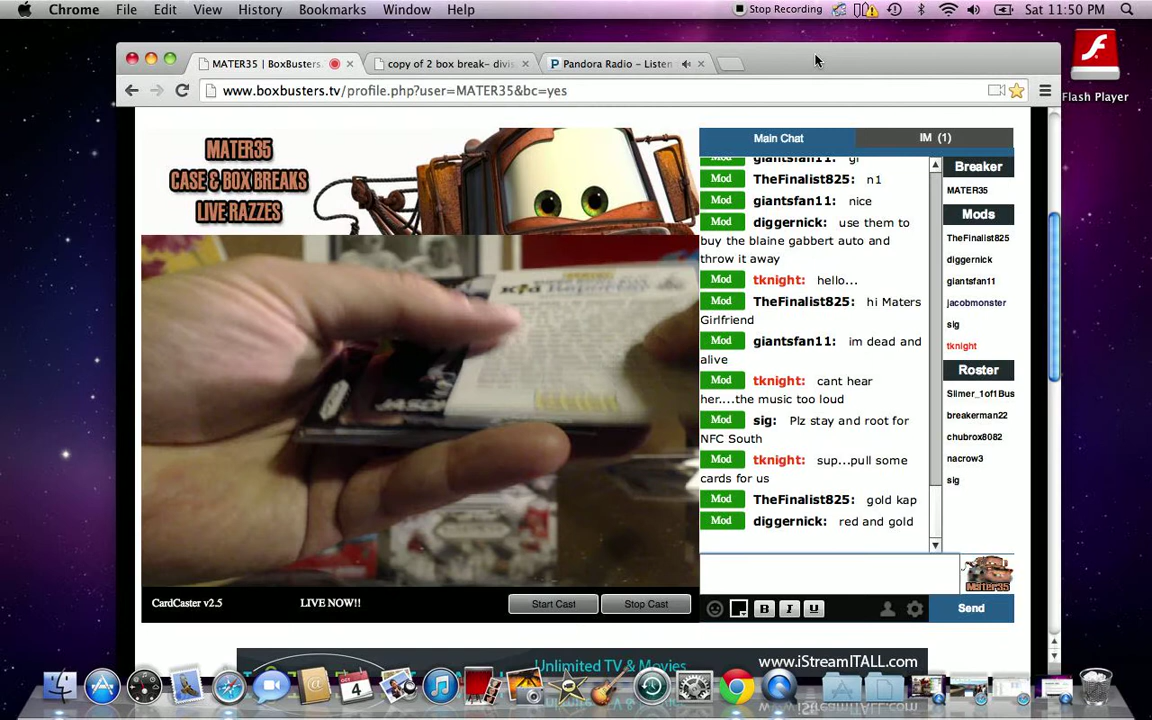 Chrome File Edit View History Bookmarks Window Help Stop Recording Sat 11:50 PM
MATER35 | BoxBusters. copy of 2 box break- divis Pandora Radio – Listen
www.boxbusters.tv/profile.php?user=MATER35&bc=yes
Flash Player
MATER35
CASE & BOX BREAKS
LIVE RAZZES
Main Chat IM (1)
Mod giantsfan11: gl
Mod TheFinalist825: n1
Mod giantsfan11: nice
Mod diggernick: use them to
buy the blaine gabbert auto and
throw it away
Mod tknight: hello...
Mod TheFinalist825: hi Maters
Girlfriend
Mod giantsfan11: im dead and
alive
Mod tknight: cant hear
her....the music too loud
Mod sig: Plz stay and root for
NFC South
Mod tknight: sup...pull some
cards for us
Mod TheFinalist825: gold kap
Mod diggernick: red and gold
Breaker
MATER35
Mods
TheFinalist825
diggernick
giantsfan11
jacobmonster
sig
tknight
Roster
Slimer_1of1Bus
breakerman22
chubrox8082
nacrow3
sig
CardCaster v2.5 LIVE NOW!! Start Cast Stop Cast
B I U Send
Mater35
Unlimited TV & Movies
www.iStreamITALL.com
OCT
4